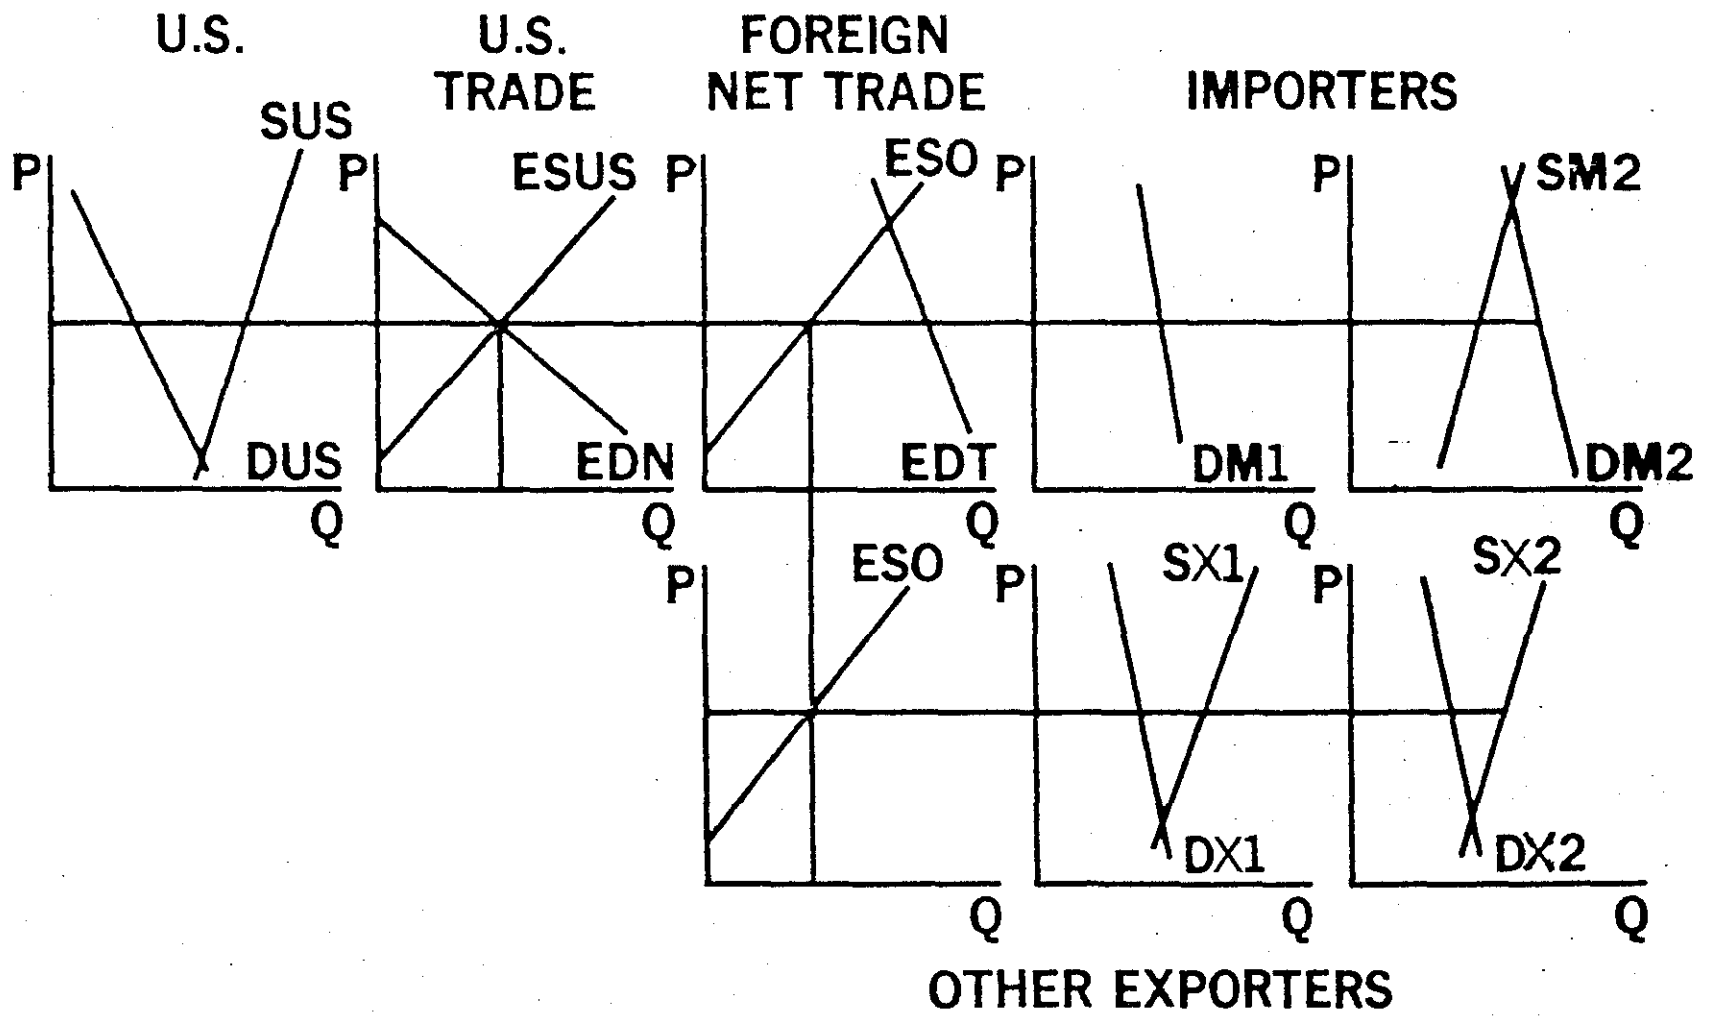 U.S.
U.S.
TRADE
FOREIGN
NET TRADE
IMPORTERS
SUS
P
P
ESUS
P
ESO
P
P
SM2
DUS
EDN
EDT
DM1
DM2
Q
Q
Q
Q
Q
P
ESO
P
SX1
P
SX2
DX1
DX2
Q
Q
Q
OTHER EXPORTERS